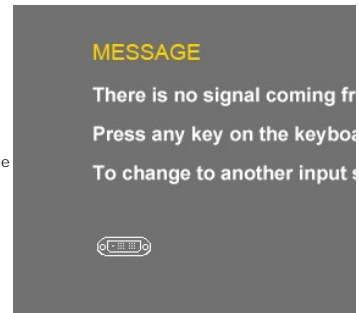 MESSAGE
There is no signal coming fr
Press any key on the keyboa
e
To change to another input s